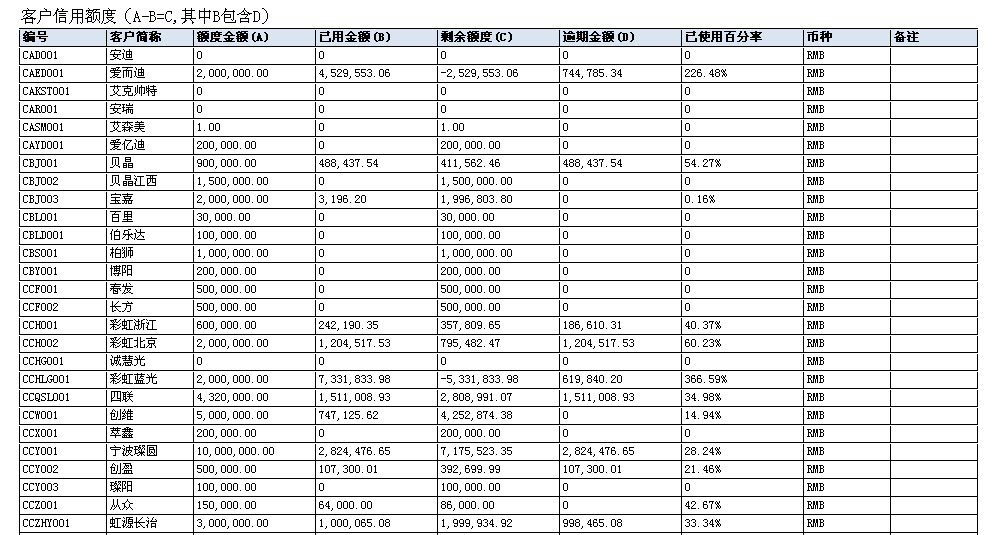 客户信用额度（A-B=C,其中B包含D）
编号 客户简称 额度金额(A) 已用金额(B) 剩余额度(C) 逾期金额(D) 已使用百分率 币种 备注
CAD001 安迪 0 0 0 0 0 RMB
CAED001 爱而迪 2,000,000.00 4,529,553.06 -2,529,553.06 744,785.34 226.48% RMB
CAKST001 艾克帅特 0 0 0 0 0 RMB
CAR001 安瑞 0 0 0 0 0 RMB
CASM001 艾森美 1.00 0 1.00 0 0 RMB
CAYD001 爱亿迪 200,000.00 0 200,000.00 0 0 RMB
CBJ001 贝晶 900,000.00 488,437.54 411,562.46 488,437.54 54.27% RMB
CBJ002 贝晶江西 1,500,000.00 0 1,500,000.00 0 0 RMB
CBJ003 宝嘉 2,000,000.00 3,196.20 1,996,803.80 0 0.16% RMB
CBL001 百里 30,000.00 0 30,000.00 0 0 RMB
CBLD001 伯乐达 100,000.00 0 100,000.00 0 0 RMB
CBS001 柏狮 1,000,000.00 0 1,000,000.00 0 0 RMB
CBY001 博阳 200,000.00 0 200,000.00 0 0 RMB
CCF001 春发 500,000.00 0 500,000.00 0 0 RMB
CCF002 长方 500,000.00 0 500,000.00 0 0 RMB
CCH001 彩虹浙江 600,000.00 242,190.35 357,809.65 186,610.31 40.37% RMB
CCH002 彩虹北京 2,000,000.00 1,204,517.53 795,482.47 1,204,517.53 60.23% RMB
CCHG001 诚慧光 0 0 0 0 0 RMB
CCHLG001 彩虹蓝光 2,000,000.00 7,331,833.98 -5,331,833.98 619,840.20 366.59% RMB
CCQSL001 四联 4,320,000.00 1,511,008.93 2,808,991.07 1,511,008.93 34.98% RMB
CCW001 创维 5,000,000.00 747,125.62 4,252,874.38 0 14.94% RMB
CCX001 萃鑫 200,000.00 0 200,000.00 0 0 RMB
CCY001 宁波璨圆 10,000,000.00 2,824,476.65 7,175,523.35 2,824,476.65 28.24% RMB
CCY002 创盈 500,000.00 107,300.01 392,699.99 107,300.01 21.46% RMB
CCY003 璨阳 100,000.00 0 100,000.00 0 0 RMB
CCZ001 从众 150,000.00 64,000.00 86,000.00 0 42.67% RMB
CCZHY001 虹源长治 3,000,000.00 1,000,065.08 1,999,934.92 998,465.08 33.34% RMB